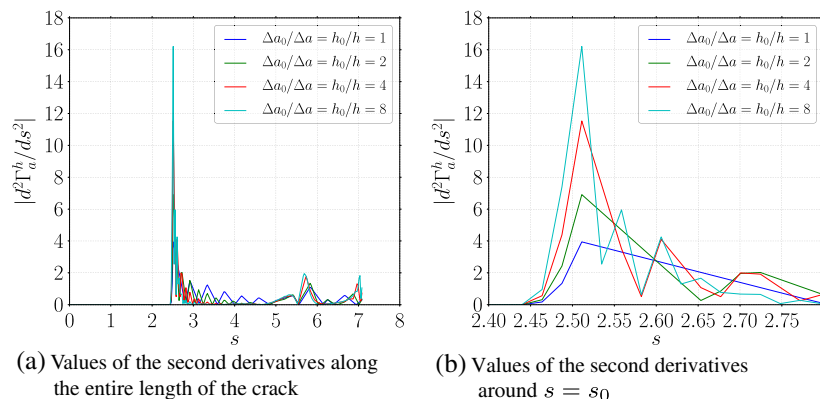 18
16
14
12
10
8
6
4
2
0
|d²Γₐʰ/ds²|
0 1 2 3 4 5 6 7 8
s
Δa₀/Δa = h₀/h = 1
Δa₀/Δa = h₀/h = 2
Δa₀/Δa = h₀/h = 4
Δa₀/Δa = h₀/h = 8
(a) Values of the second derivatives along
the entire length of the crack
18
16
14
12
10
8
6
4
2
0
|d²Γₐʰ/ds²|
2.40 2.45 2.50 2.55 2.60 2.65 2.70 2.75 2.80
s
Δa₀/Δa = h₀/h = 1
Δa₀/Δa = h₀/h = 2
Δa₀/Δa = h₀/h = 4
Δa₀/Δa = h₀/h = 8
(b) Values of the second derivatives
around s = s₀